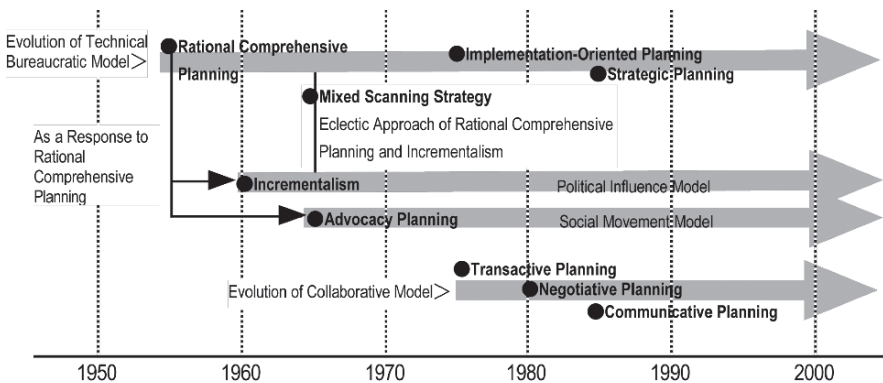 Evolution of Technical
Bureaucratic Model>
Rational Comprehensive
Planning
Implementation-Oriented Planning
Strategic Planning
Mixed Scanning Strategy
Eclectic Approach of Rational Comprehensive
Planning and Incrementalism
As a Response to
Rational
Comprehensive
Planning
Incrementalism
Political Influence Model
Advocacy Planning
Social Movement Model
Transactive Planning
Evolution of Collaborative Model>
Negotiative Planning
Communicative Planning
1950 1960 1970 1980 1990 2000